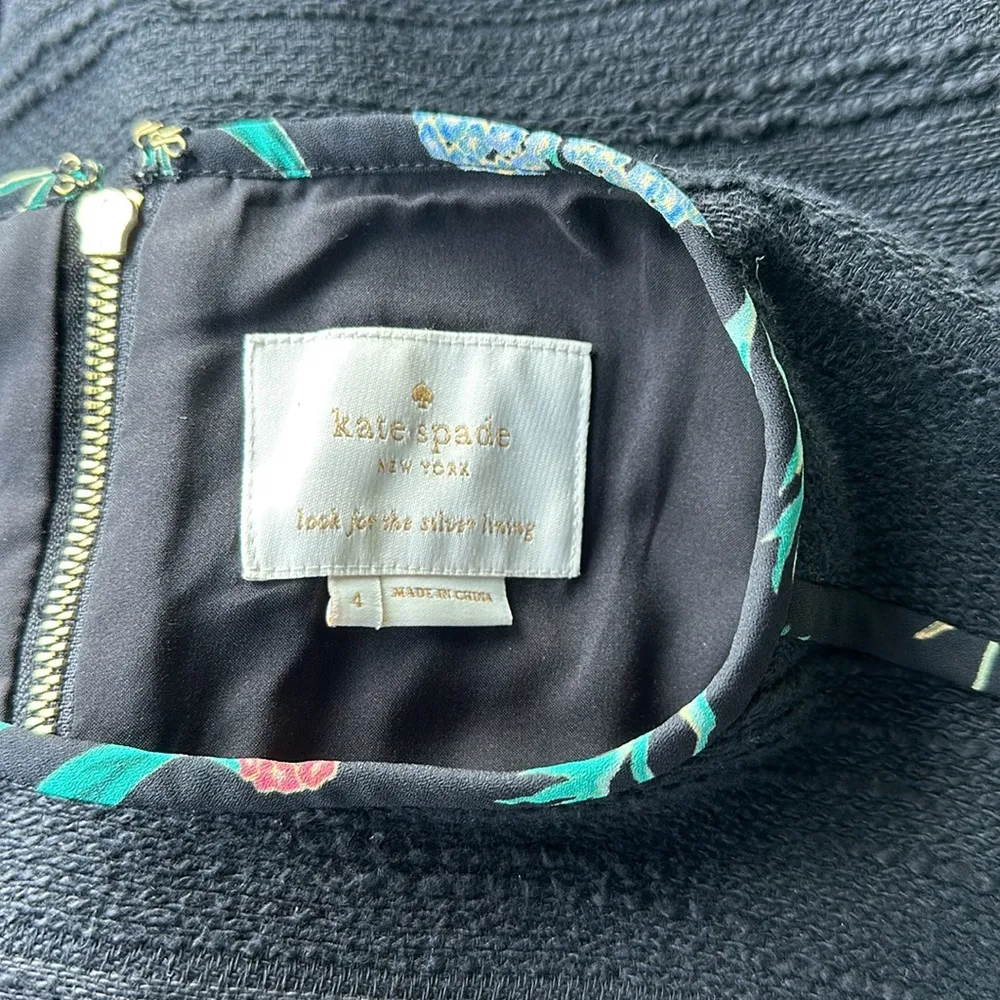 kate spade
NEW YORK
look for the silver lining
4
MADE IN CHINA